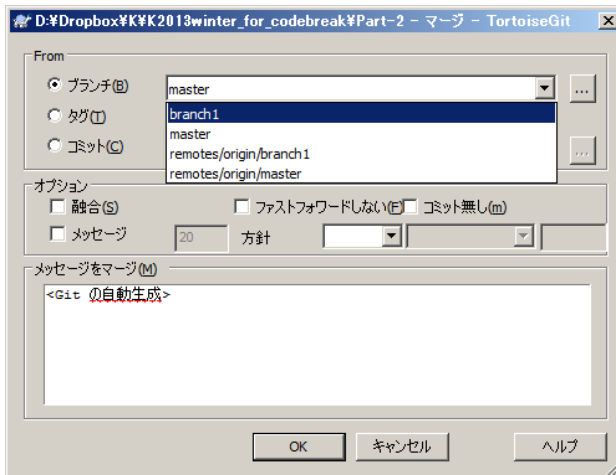 D:¥Dropbox¥K¥K2013winter_for_codebreak¥Part-2 - マージ - TortoiseGit
From
ブランチ(B)
master
...
branch1
master
remotes/origin/branch1
remotes/origin/master
タグ(T)
コミット(C)
...
オプション
融合(S)
ファストフォワードしない(F)
コミット無し(m)
メッセージ
20
方針
メッセージをマージ(M)
<Git の自動生成>
OK
キャンセル
ヘルプ